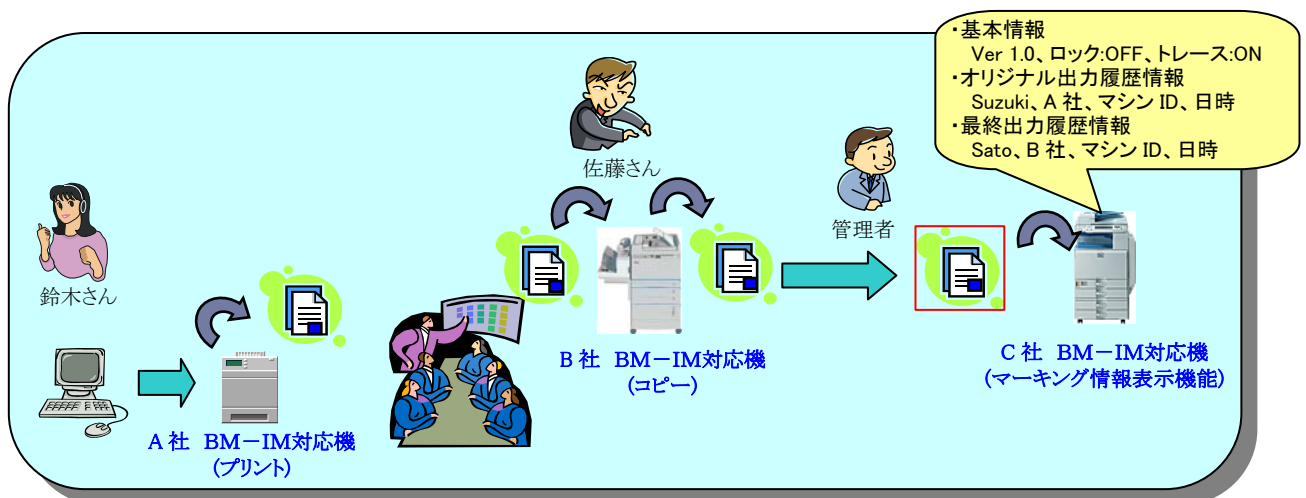 ・基本情報
Ver 1.0、ロック:OFF、トレース:ON
・オリジナル出力履歴情報
Suzuki、A 社、マシン ID、日時
・最終出力履歴情報
Sato、B 社、マシン ID、日時
佐藤さん
管理者
鈴木さん
B 社 BM－IM対応機
(コピー)
C 社 BM－IM対応機
(マーキング情報表示機能)
A 社 BM－IM対応機
(プリント)